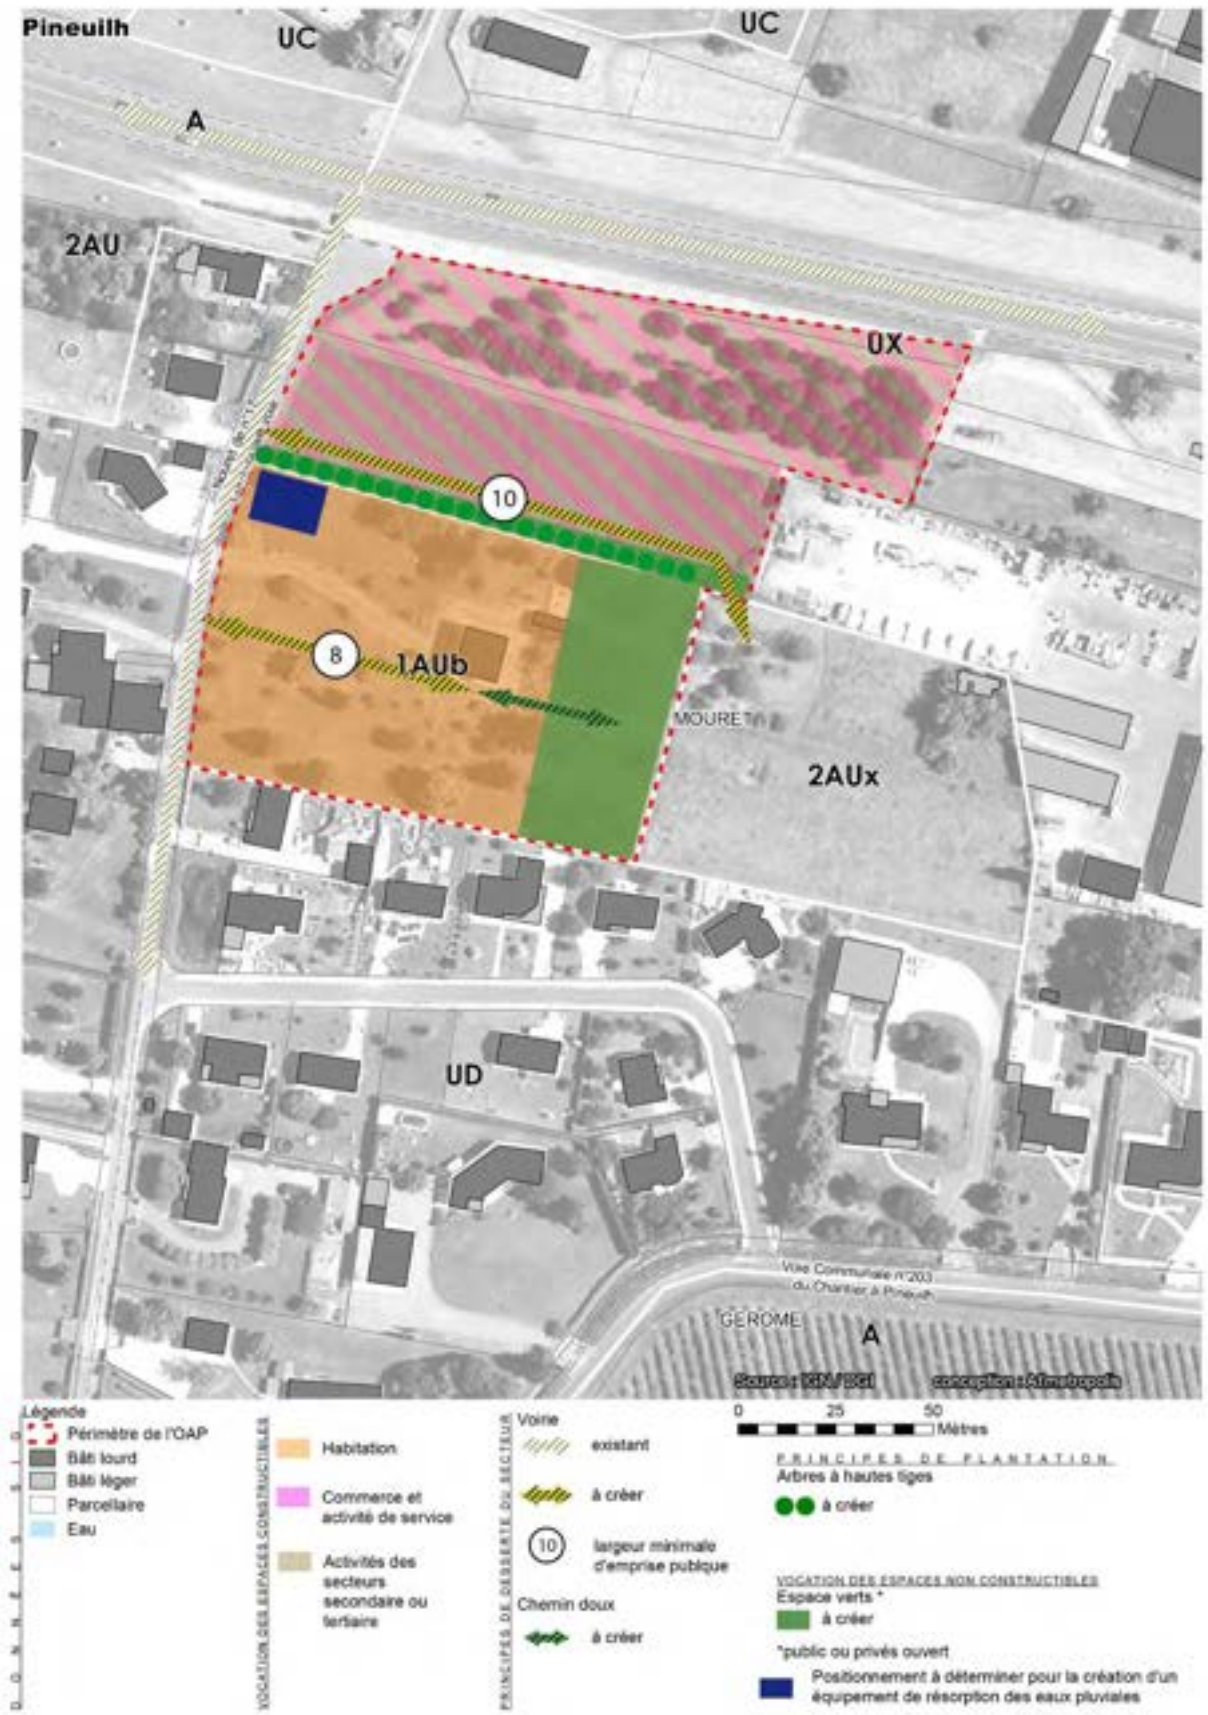 Pineuilh
UC
UC
A
2AU
UX
10
8
1AUb
MOURET
2AUx
UD
Voie Communale n°203
du Chantier à Pineuilh
GEROME
A
Source : IGN / DGI
conception : A'tmetropolis
Légende
Périmètre de l'OAP
Bâti lourd
Bâti léger
Parcellaire
Eau
VOCATION DES ESPACES CONSTRUCTIBLES
Habitation
Commerce et
activité de service
Activités des
secteurs
secondaire ou
tertiaire
PRINCIPES DE DESSERTE DU SECTEUR
Voirie
existant
à créer
10
largeur minimale
d'emprise publque
Chemin doux
à créer
0 25 50
Mètres
PRINCIPES DE PLANTATION
Arbres à hautes tiges
à créer
VOCATION DES ESPACES NON CONSTRUCTIBLES
Espace verts *
à créer
*public ou privés ouvert
Positionnement à déterminer pour la création d'un
équipement de résorption des eaux pluviales